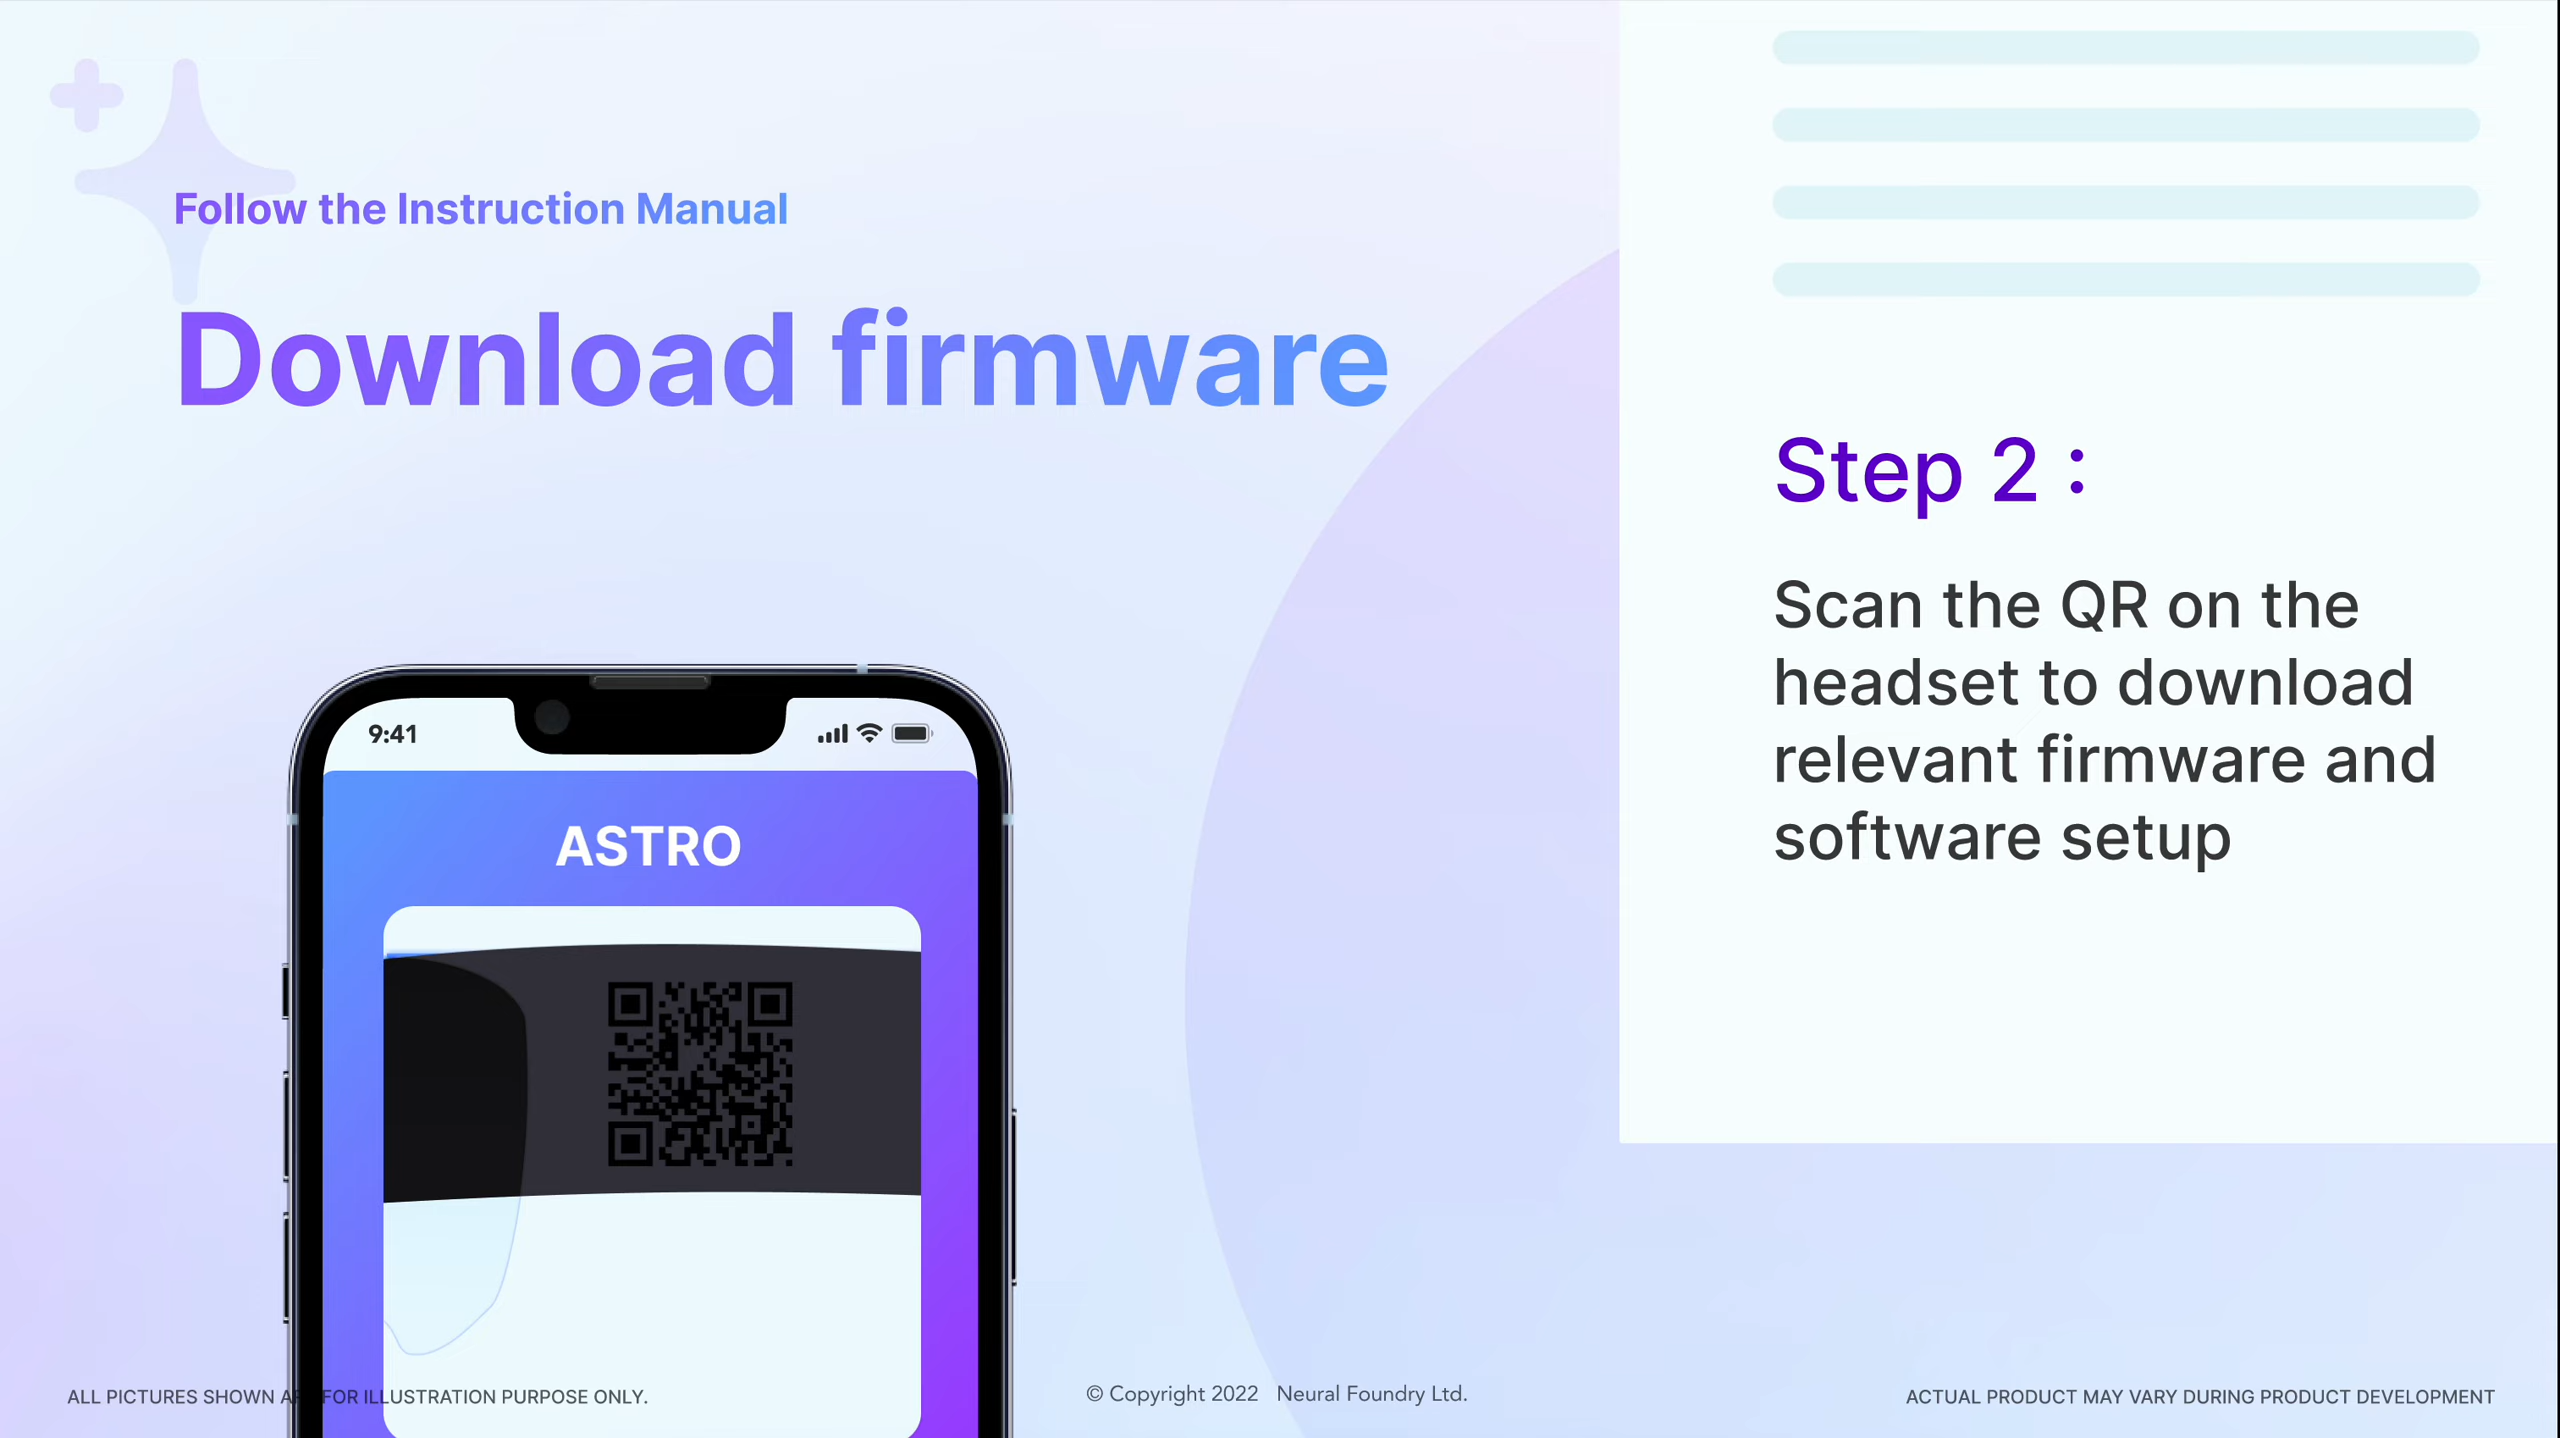 Follow the Instruction Manual
Download firmware
9:41
ASTRO
Step 2 :
Scan the QR on the
headset to download
relevant firmware and
software setup
ALL PICTURES SHOWN ARE FOR ILLUSTRATION PURPOSE ONLY.
© Copyright 2022 Neural Foundry Ltd.
ACTUAL PRODUCT MAY VARY DURING PRODUCT DEVELOPMENT